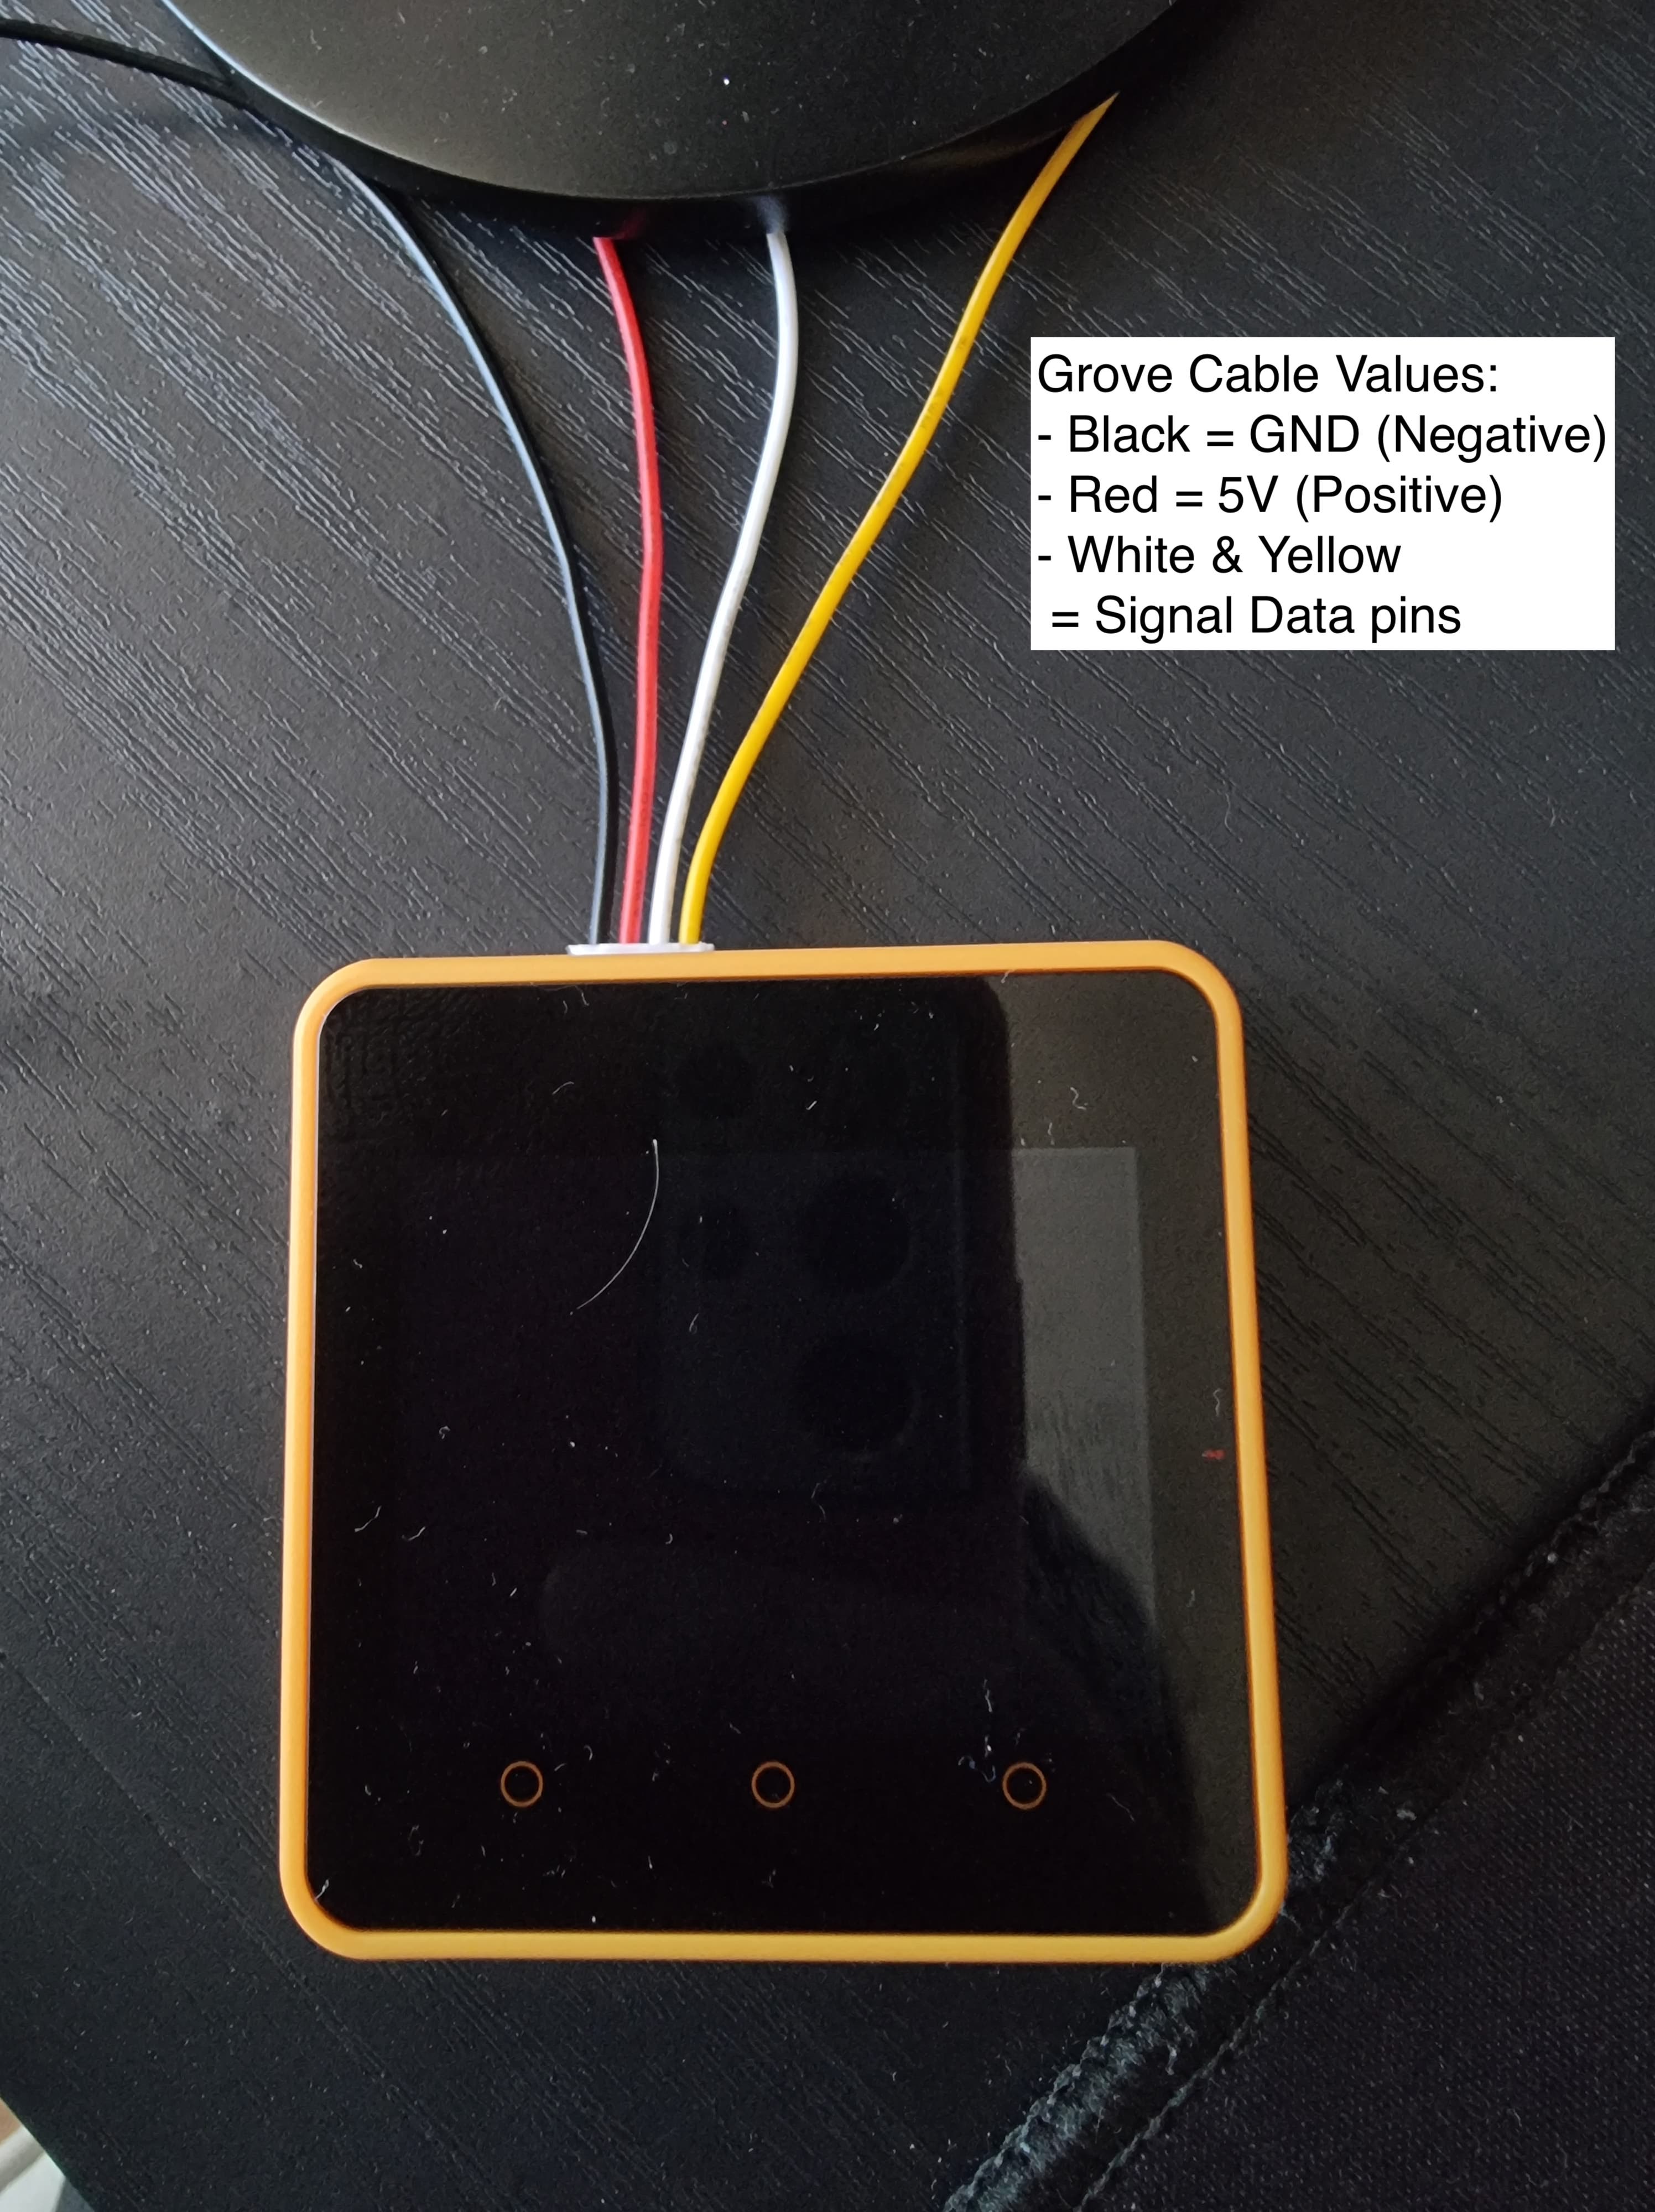 Grove Cable Values:
- Black = GND (Negative)
- Red = 5V (Positive)
- White & Yellow
= Signal Data pins